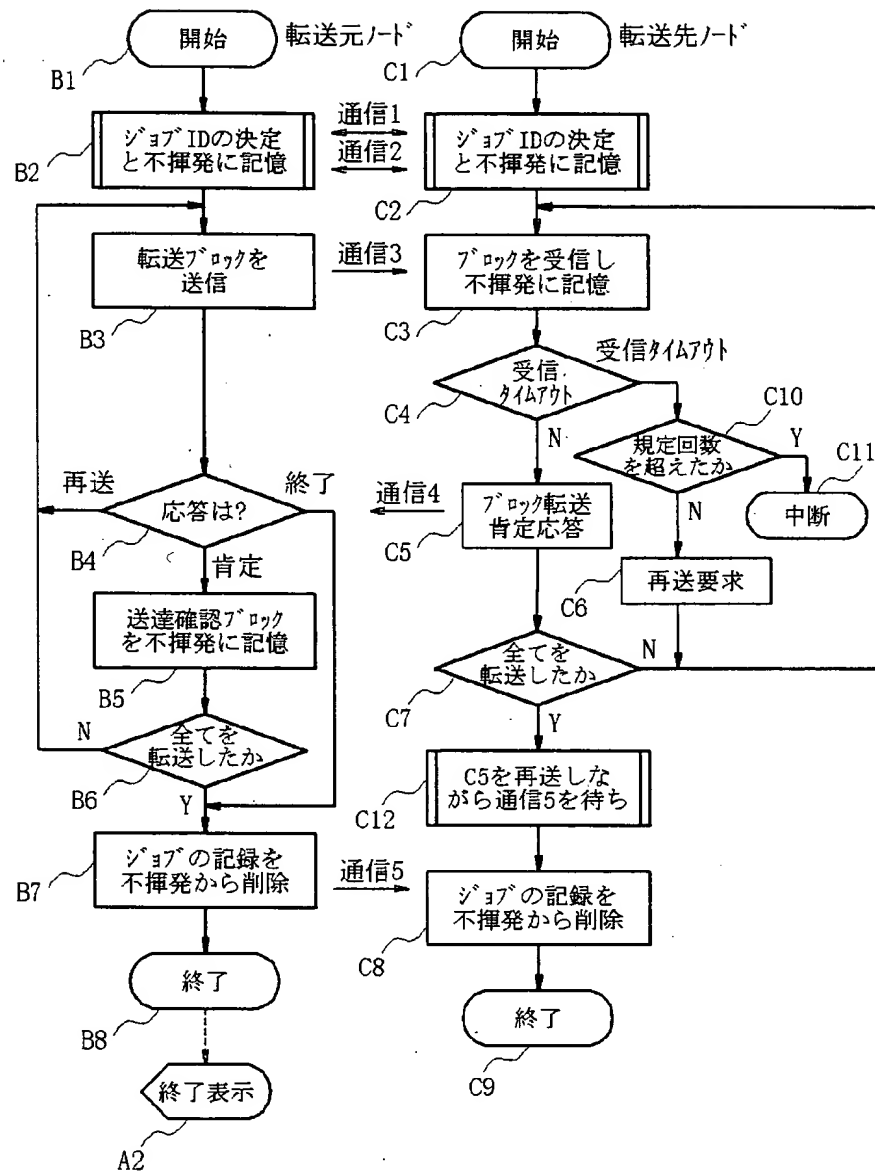 開始
転送元ﾉｰﾄﾞ
開始
転送先ﾉｰﾄﾞ
B1
C1
ｼﾞｮﾌﾞIDの決定
と不揮発に記憶
通信1
通信2
ｼﾞｮﾌﾞIDの決定
と不揮発に記憶
B2
C2
転送ﾌﾞﾛｯｸを
送信
通信3
ﾌﾞﾛｯｸを受信し
不揮発に記憶
B3
C3
受信
ﾀｲﾑｱｳﾄ
受信ﾀｲﾑｱｳﾄ
C4
N
規定回数
を超えたか
C10
Y
C11
中断
N
再送
応答は?
終了
B4
肯定
通信4
ﾌﾞﾛｯｸ転送
肯定応答
C5
再送要求
C6
送達確認ﾌﾞﾛｯｸ
を不揮発に記憶
B5
全てを
転送したか
N
C7
Y
N
全てを
転送したか
B6
Y
C5を再送しな
がら通信5を待ち
C12
ｼﾞｮﾌﾞの記録を
不揮発から削除
B7
通信5
ｼﾞｮﾌﾞの記録を
不揮発から削除
C8
終了
B8
終了
C9
終了表示
A2